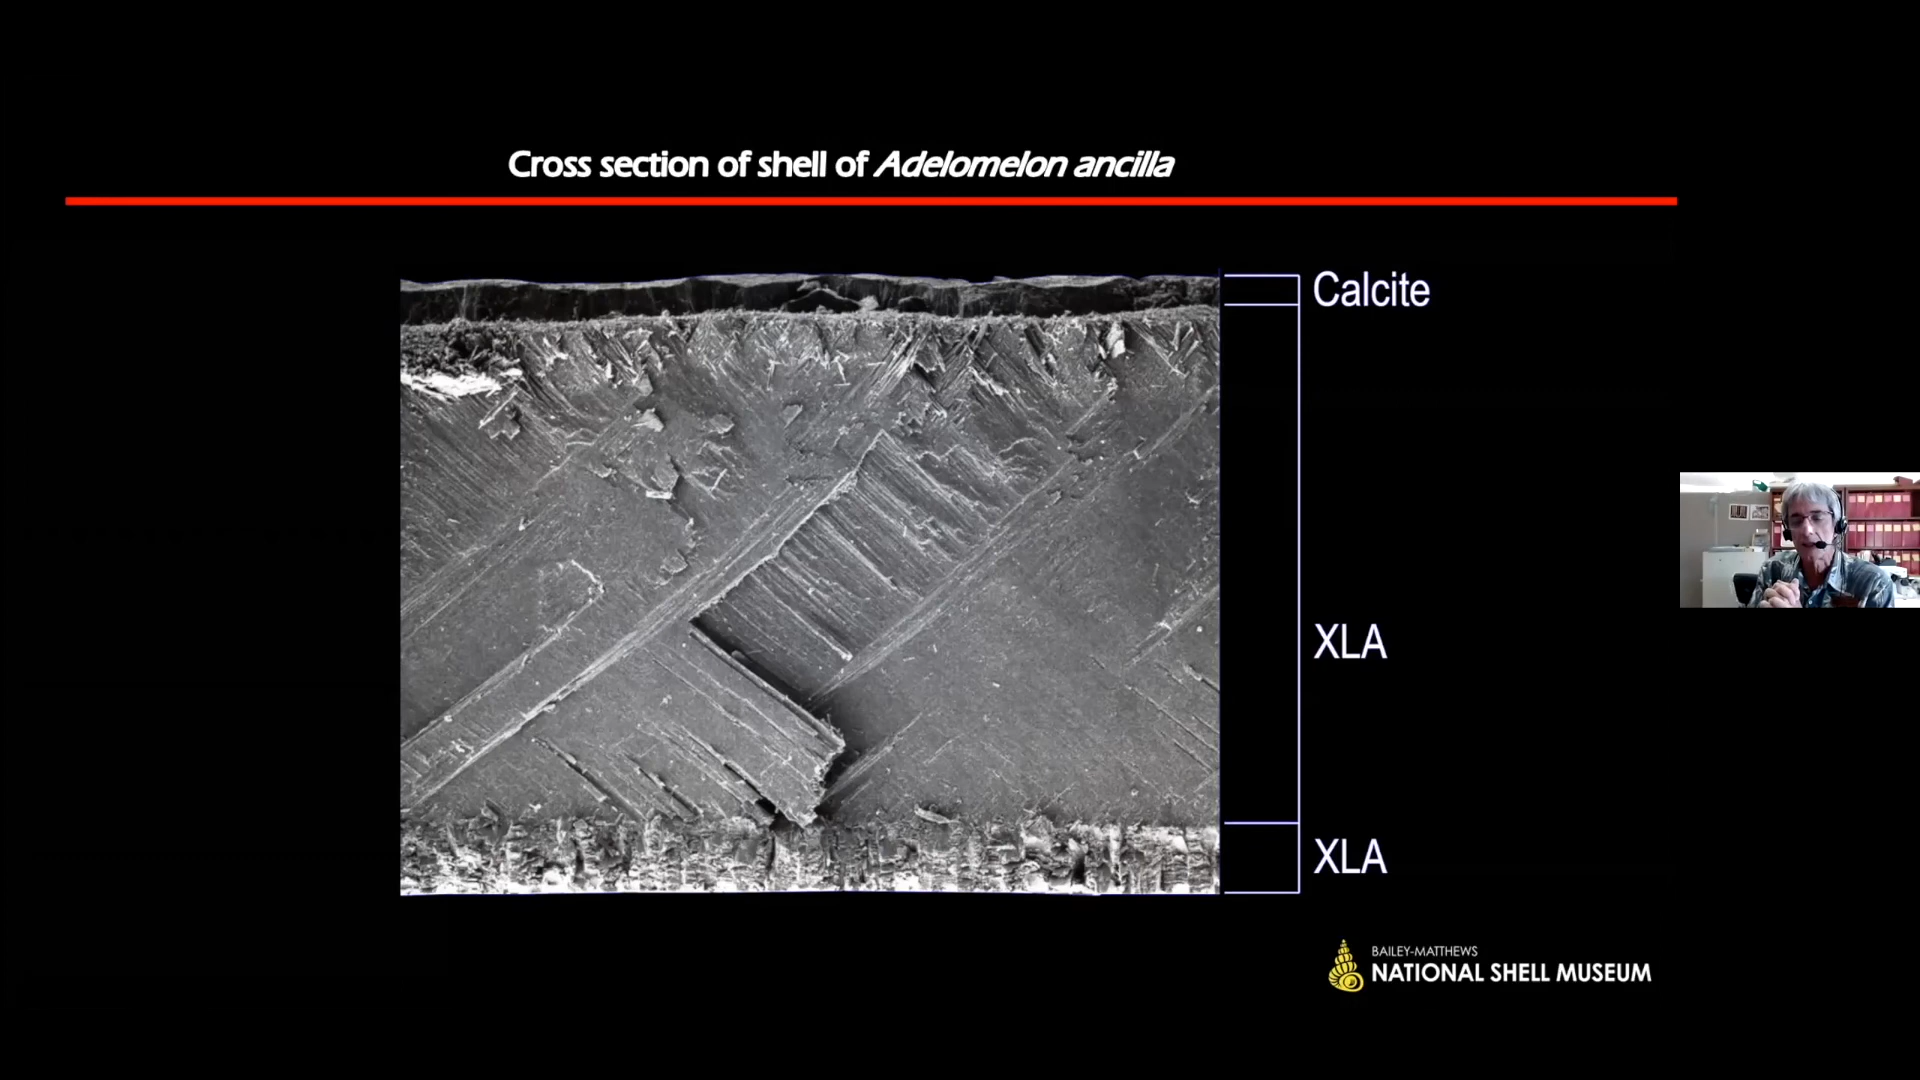 Cross section of shell of Adelomelon ancilla
Calcite
XLA
XLA
BAILEY-MATTHEWS
NATIONAL SHELL MUSEUM